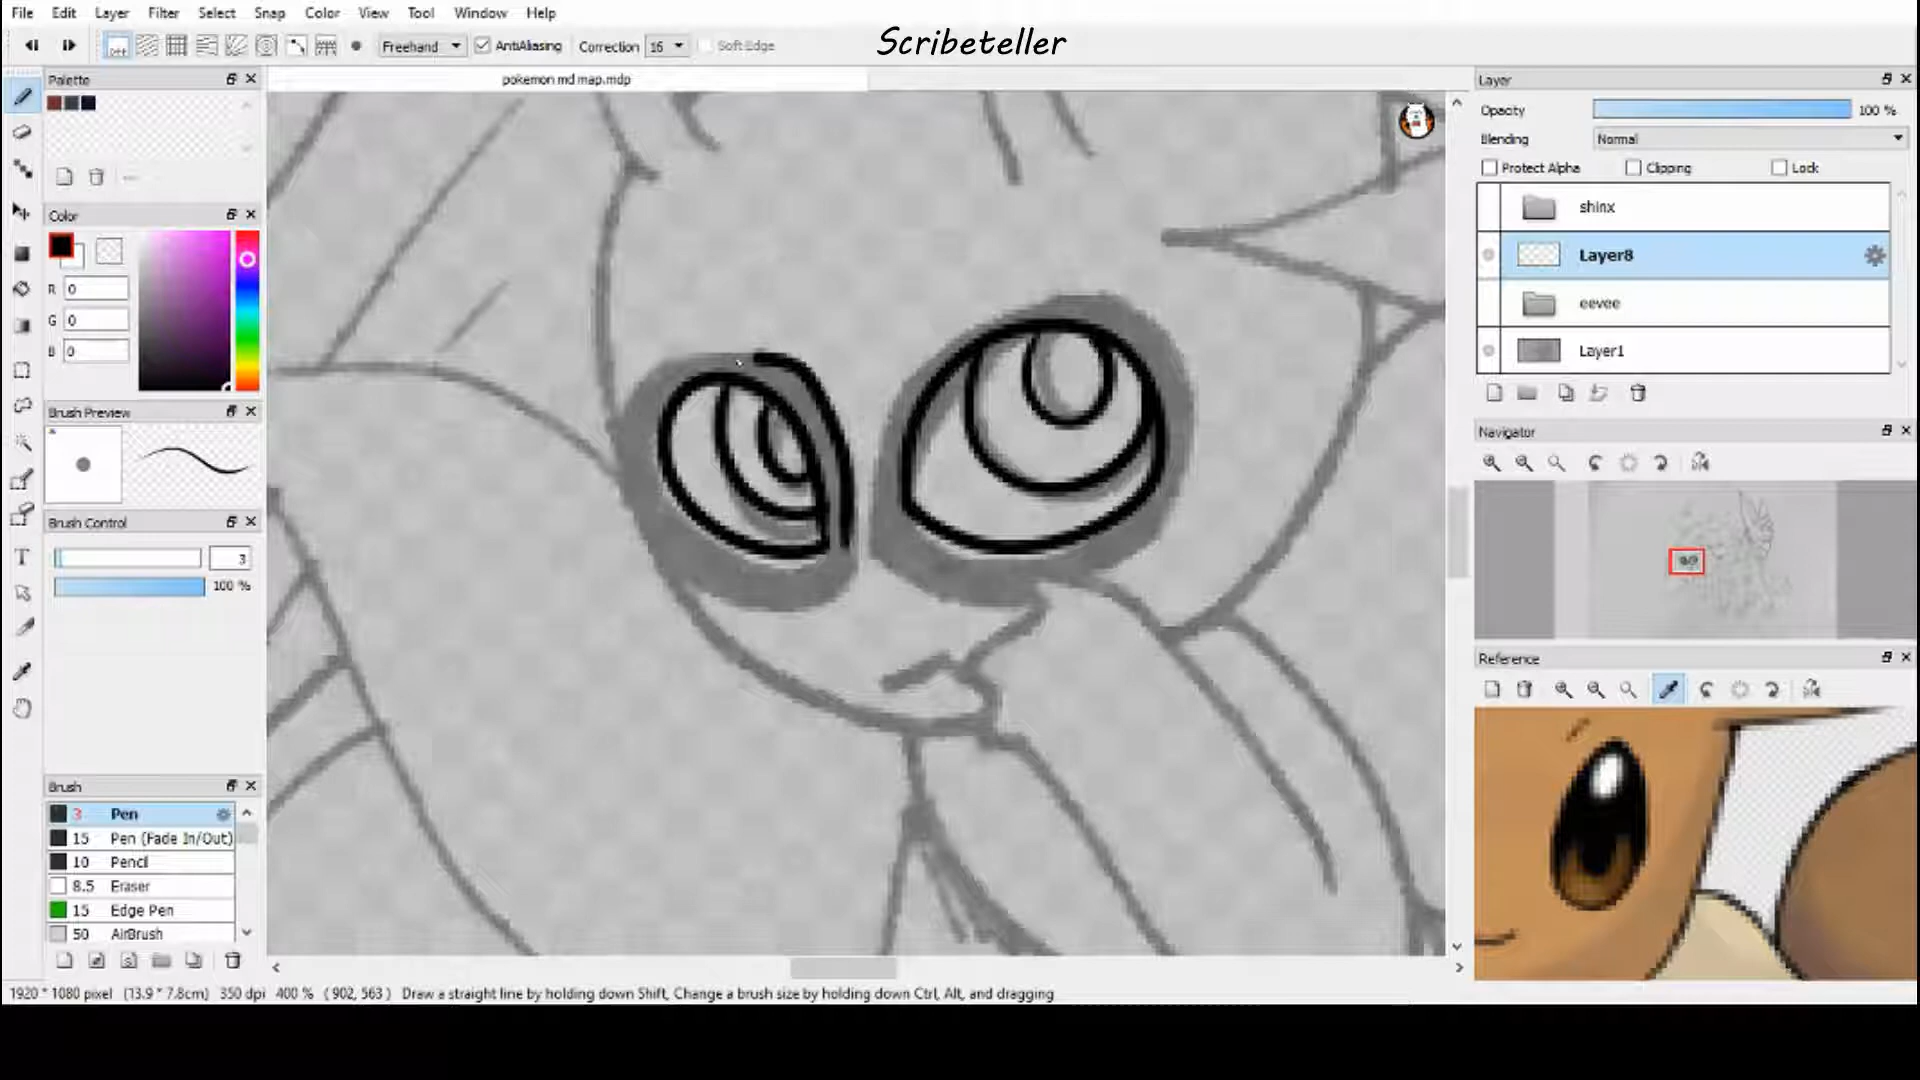 File Edit Layer Filter Select Snap Color View Tool Window Help
Scribeteller
Off Freehand AntiAliasing Correction 16 Soft Edge
Palette
pokemon md map.mdp
Layer
Opacity 100 %
Blending Normal
Protect Alpha Clipping Lock
shinx
Layer8
eevee
Layer1
Color
R 0
G 0
B 0
Brush Preview
Navigator
Brush Control
3
100 %
Reference
Brush
3 Pen
15 Pen (Fade In/Out)
10 Pencil
8.5 Eraser
15 Edge Pen
50 AirBrush
1920 * 1080 pixel (13.9 * 7.8cm) 350 dpi 400 % ( 902, 563 ) Draw a straight line by holding down Shift, Change a brush size by holding down Ctrl, Alt, and dragging